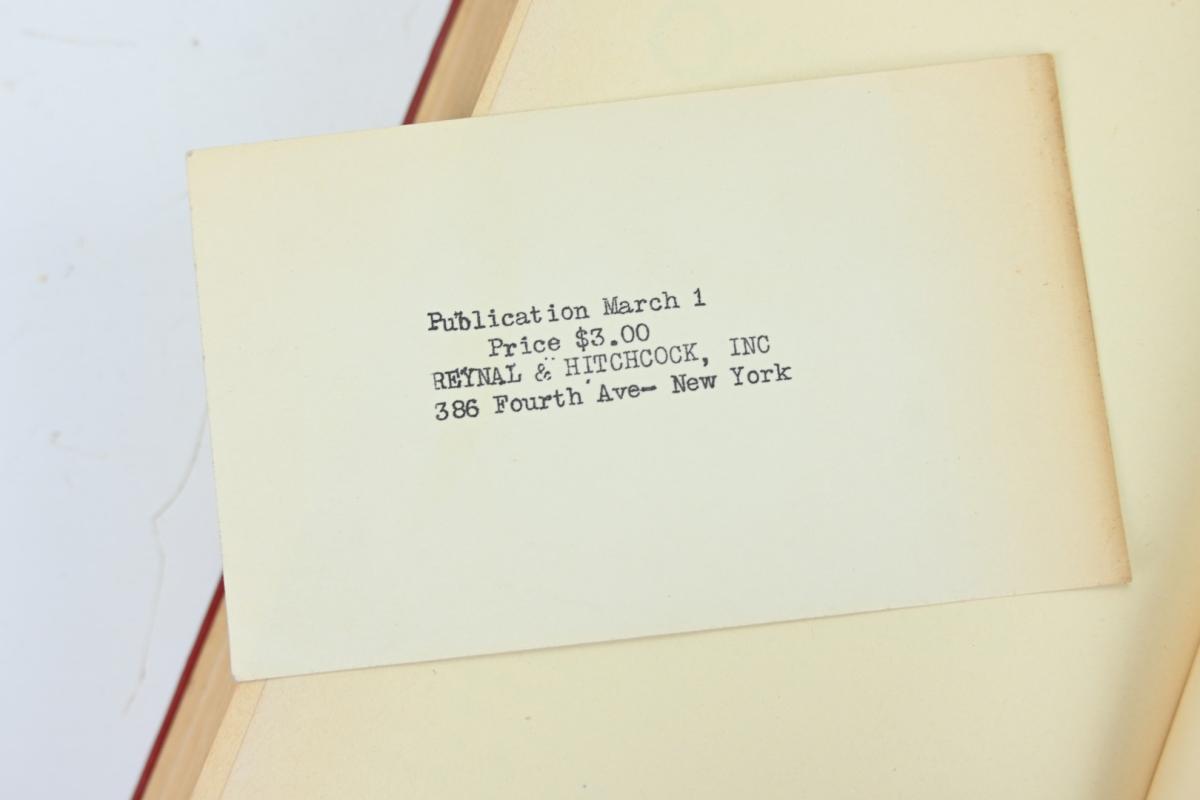 Publication March 1
Price $3.00
REYNAL & HITCHCOCK, INC
386 Fourth Ave— New York